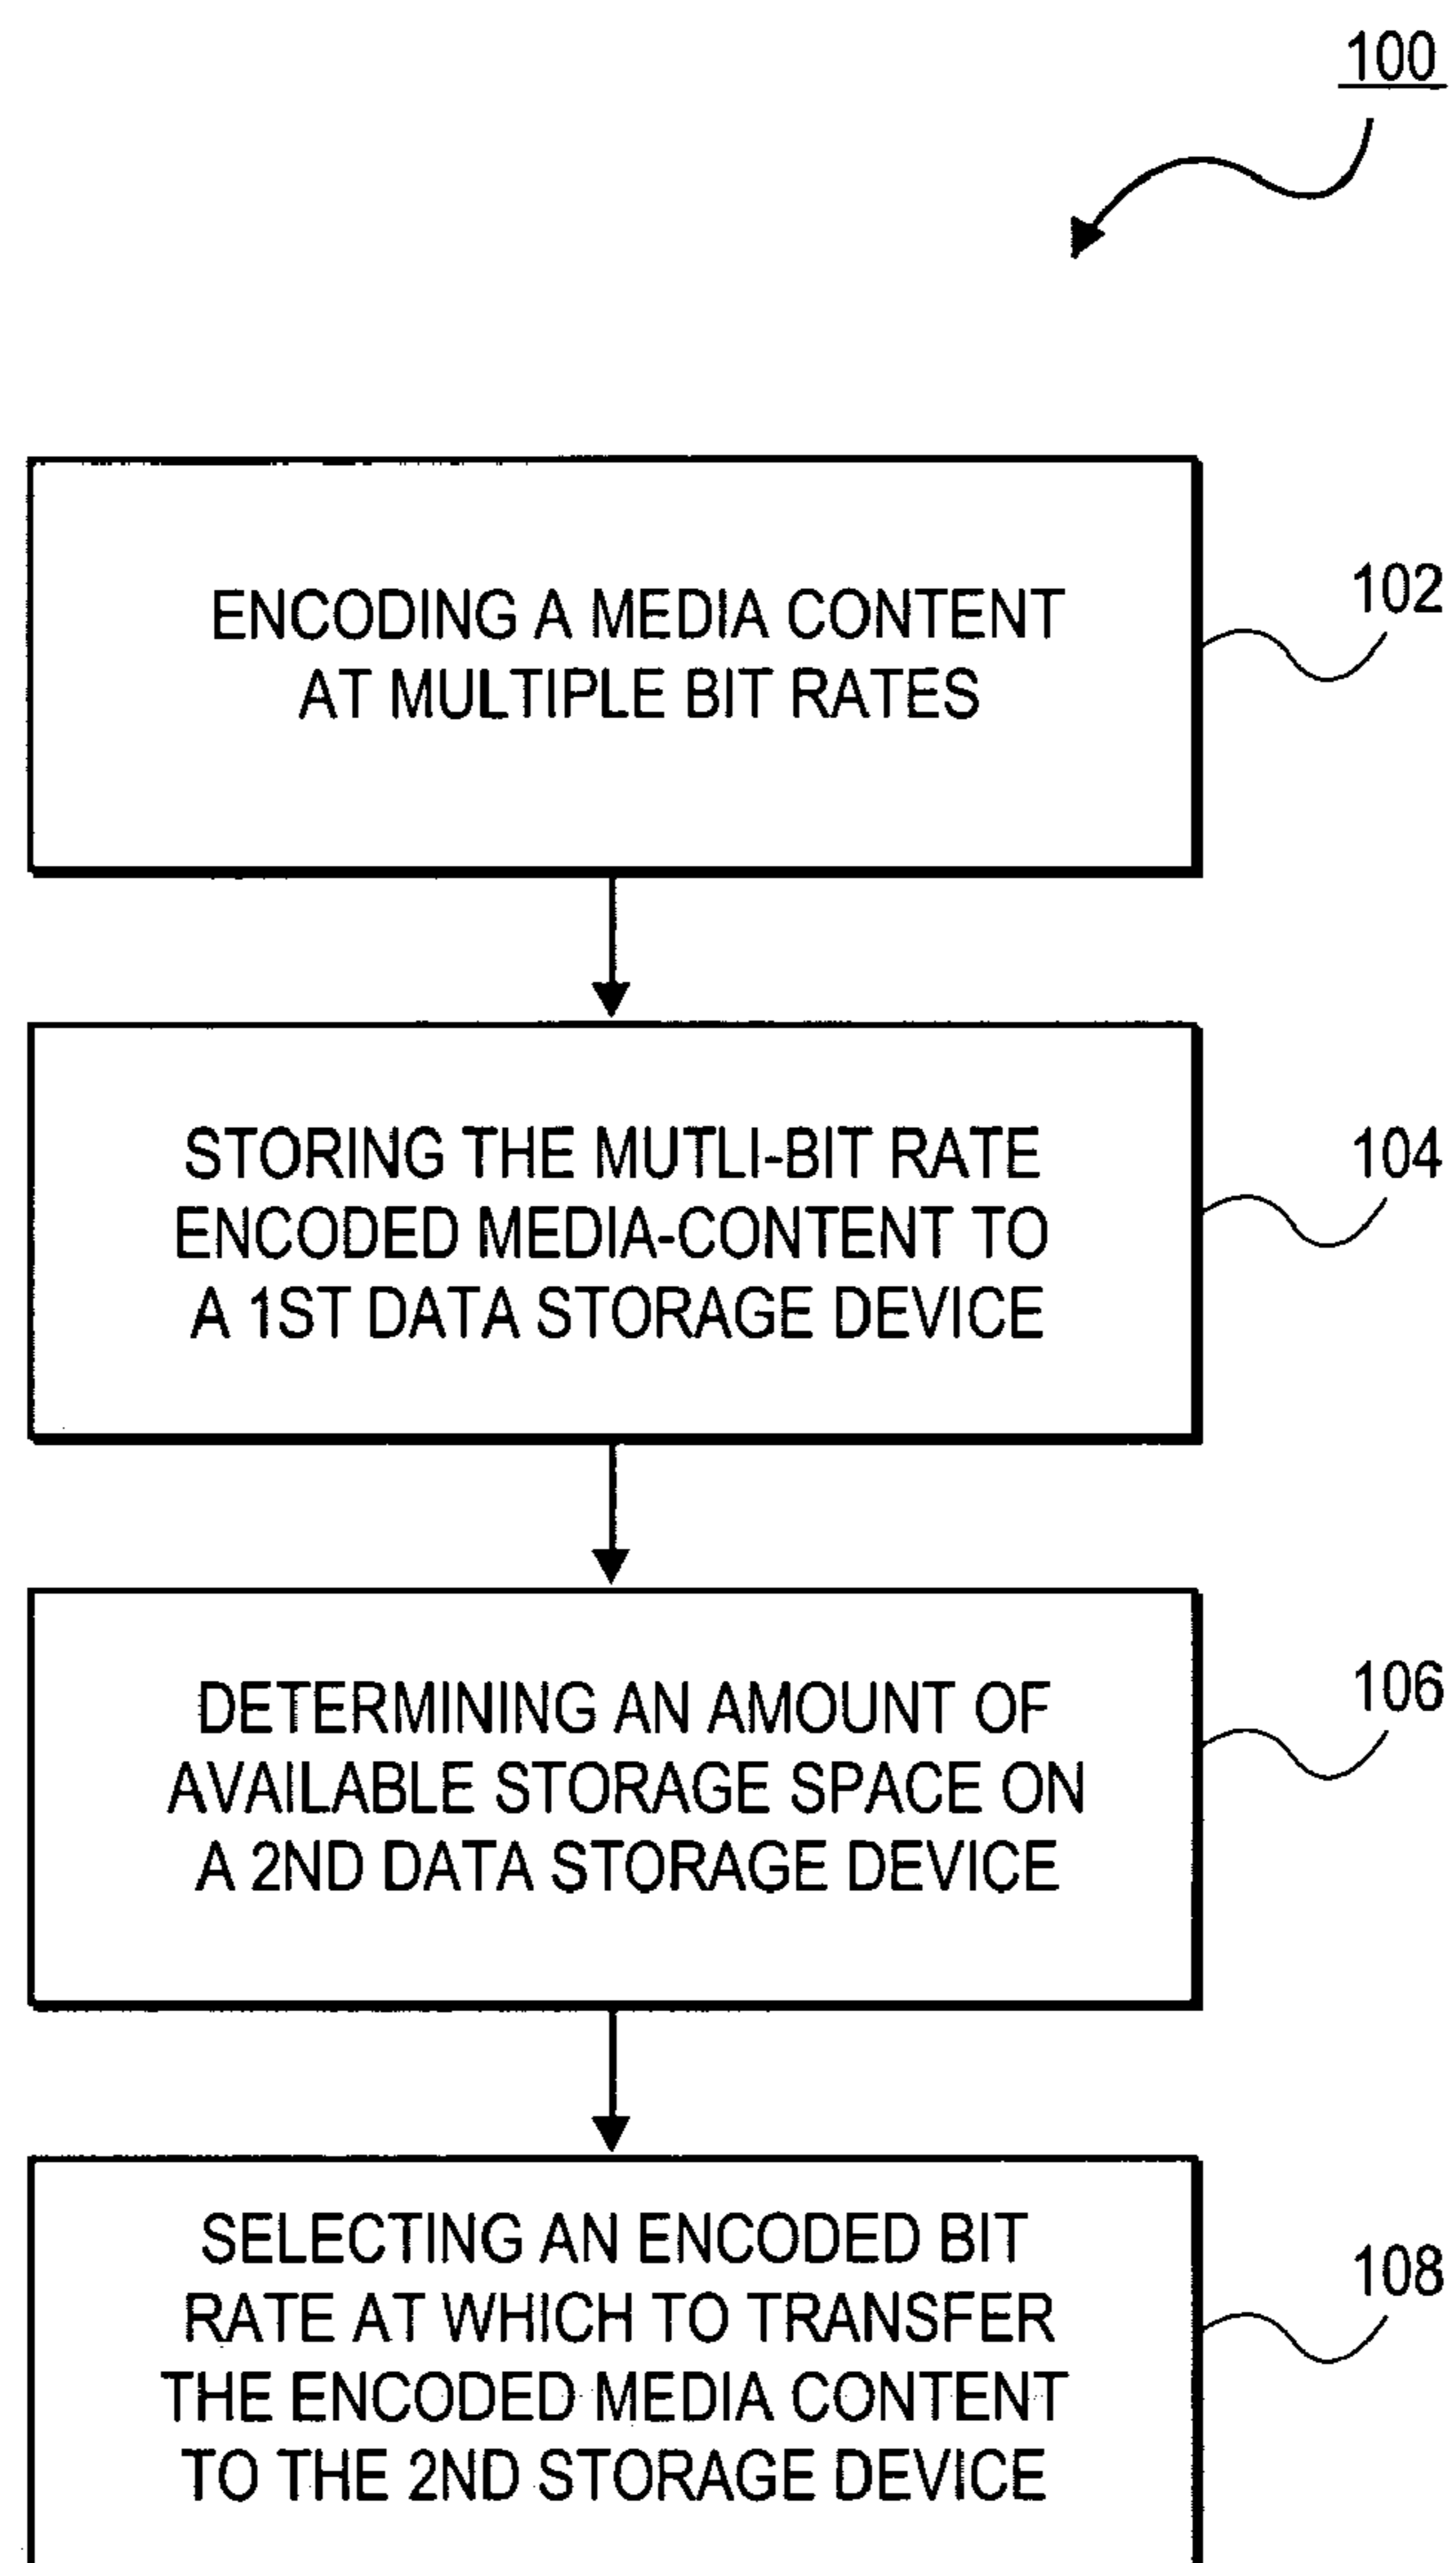 100
ENCODING A MEDIA CONTENT
AT MULTIPLE BIT RATES
102
STORING THE MUTLI-BIT RATE
ENCODED MEDIA-CONTENT TO
A 1ST DATA STORAGE DEVICE
104
DETERMINING AN AMOUNT OF
AVAILABLE STORAGE SPACE ON
A 2ND DATA STORAGE DEVICE
106
SELECTING AN ENCODED BIT
RATE AT WHICH TO TRANSFER
THE ENCODED MEDIA CONTENT
TO THE 2ND STORAGE DEVICE
108